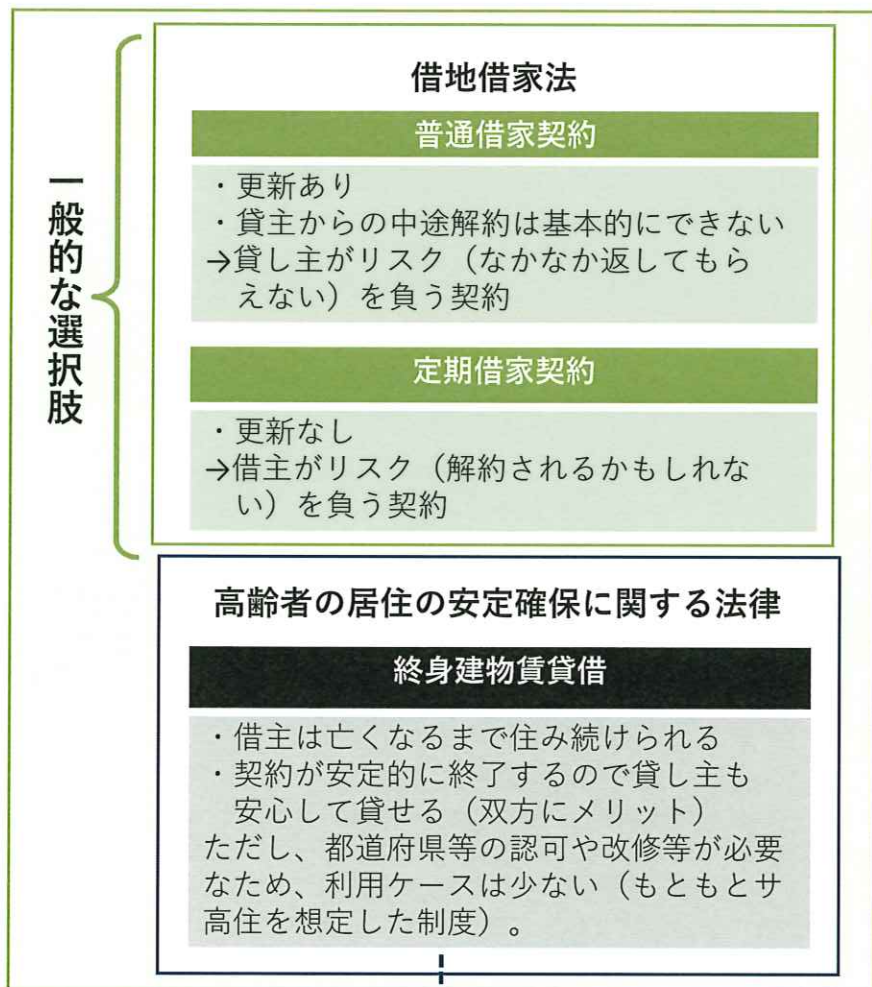 一般的な選択肢
借地借家法
普通借家契約
・更新あり
・貸主からの中途解約は基本的にできない
→貸し主がリスク（なかなか返してもら
えない）を負う契約
定期借家契約
・更新なし
→借主がリスク（解約されるかもしれな
い）を負う契約
高齢者の居住の安定確保に関する法律
終身建物賃貸借
・借主は亡くなるまで住み続けられる
・契約が安定的に終了するので貸し主も
安心して貸せる（双方にメリット）
ただし、都道府県等の認可や改修等が必要
なため、利用ケースは少ない（もともとサ
高住を想定した制度）。